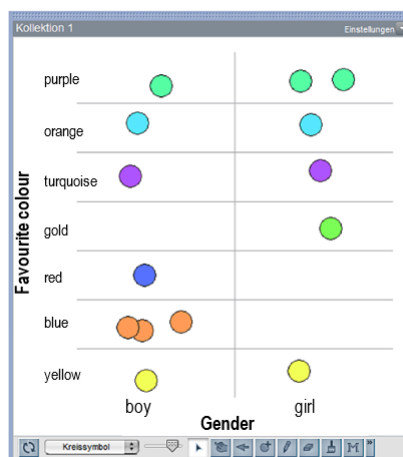 Kollektion 1
Einstellungen
Favourite colour
purple
orange
turquoise
gold
red
blue
yellow
boy
girl
Gender
Kreissymbol
M